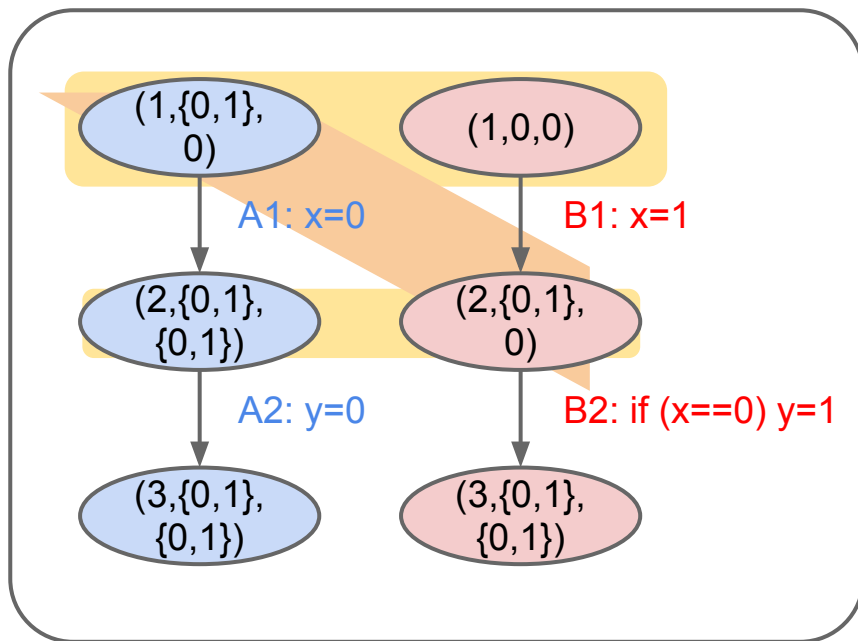 (1,{0,1},
0)
(1,0,0)
A1: x=0
B1: x=1
(2,{0,1},
{0,1})
(2,{0,1},
0)
A2: y=0
B2: if (x==0) y=1
(3,{0,1},
{0,1})
(3,{0,1},
{0,1})